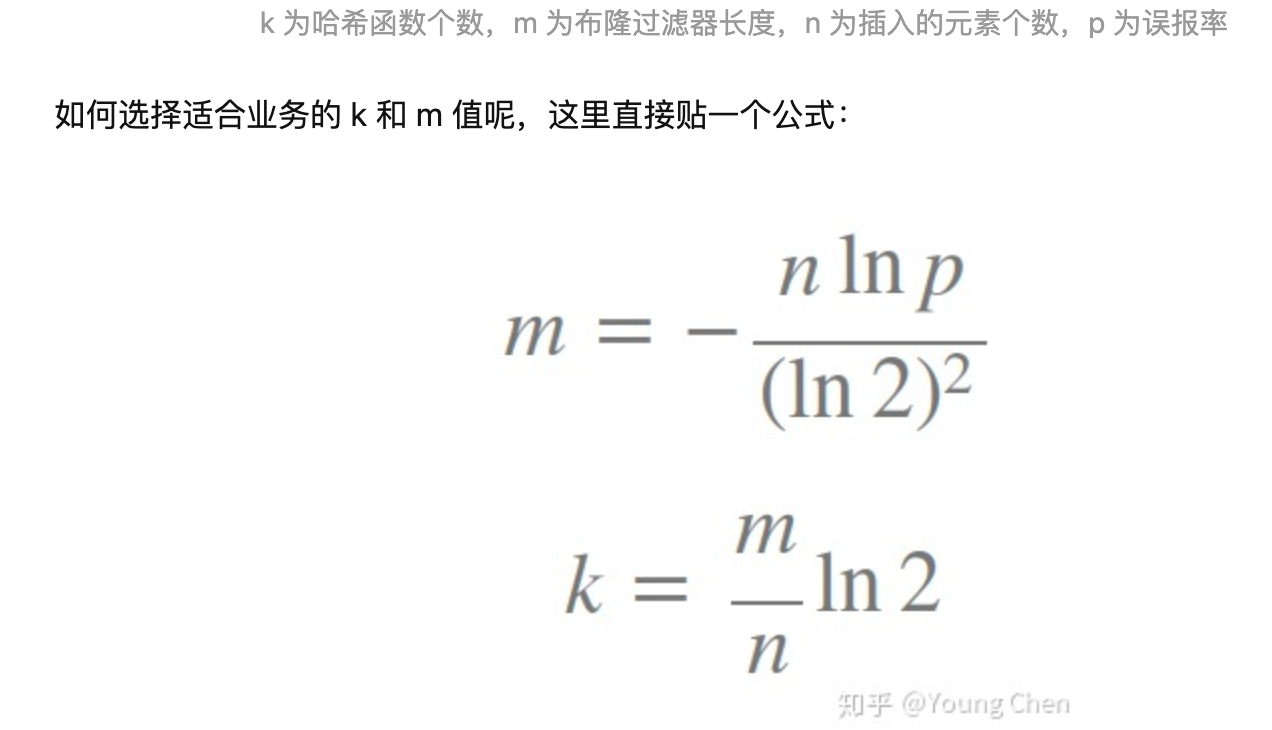 k 为哈希函数个数，m 为布隆过滤器长度，n 为插入的元素个数，p 为误报率
如何选择适合业务的 k 和 m 值呢，这里直接贴一个公式：
m = - n ln p / (ln 2)²
k = m / n ln 2
知乎 @Young Chen